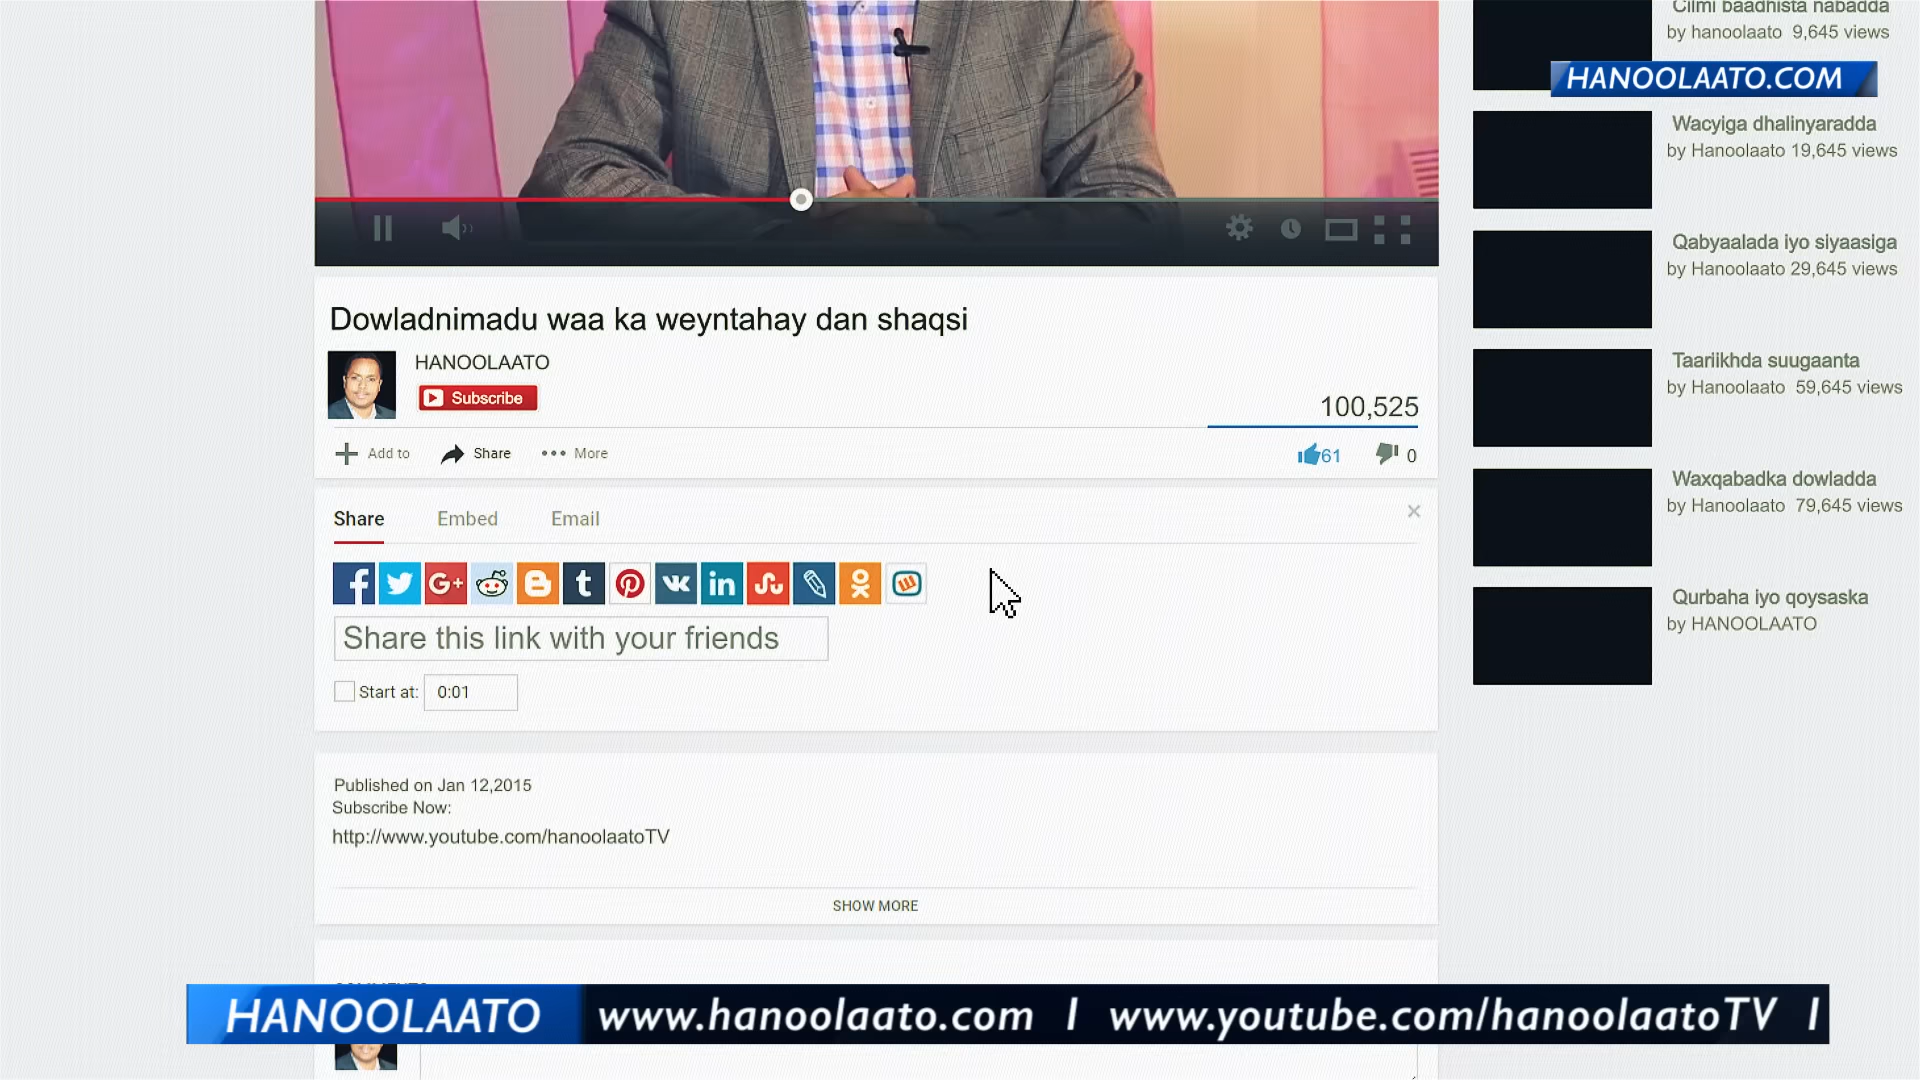 Cilmi baadhista nabadda
by hanoolaato 9,645 views
HANOOLAATO.COM
Wacyiga dhalinyaradda
by Hanoolaato 19,645 views
Qabyaalada iyo siyaasiga
by Hanoolaato 29,645 views
Taariikhda suugaanta
by Hanoolaato 59,645 views
Waxqabadka dowladda
by Hanoolaato 79,645 views
Qurbaha iyo qoysaska
by HANOOLAATO
Dowladnimadu waa ka weyntahay dan shaqsi
HANOOLAATO
Subscribe
100,525
Add to Share More
61 0
Share Embed Email
Share this link with your friends
Start at: 0:01
Published on Jan 12,2015
Subscribe Now:
http://www.youtube.com/hanoolaatoTV
SHOW MORE
HANOOLAATO www.hanoolaato.com | www.youtube.com/hanoolaatoTV |